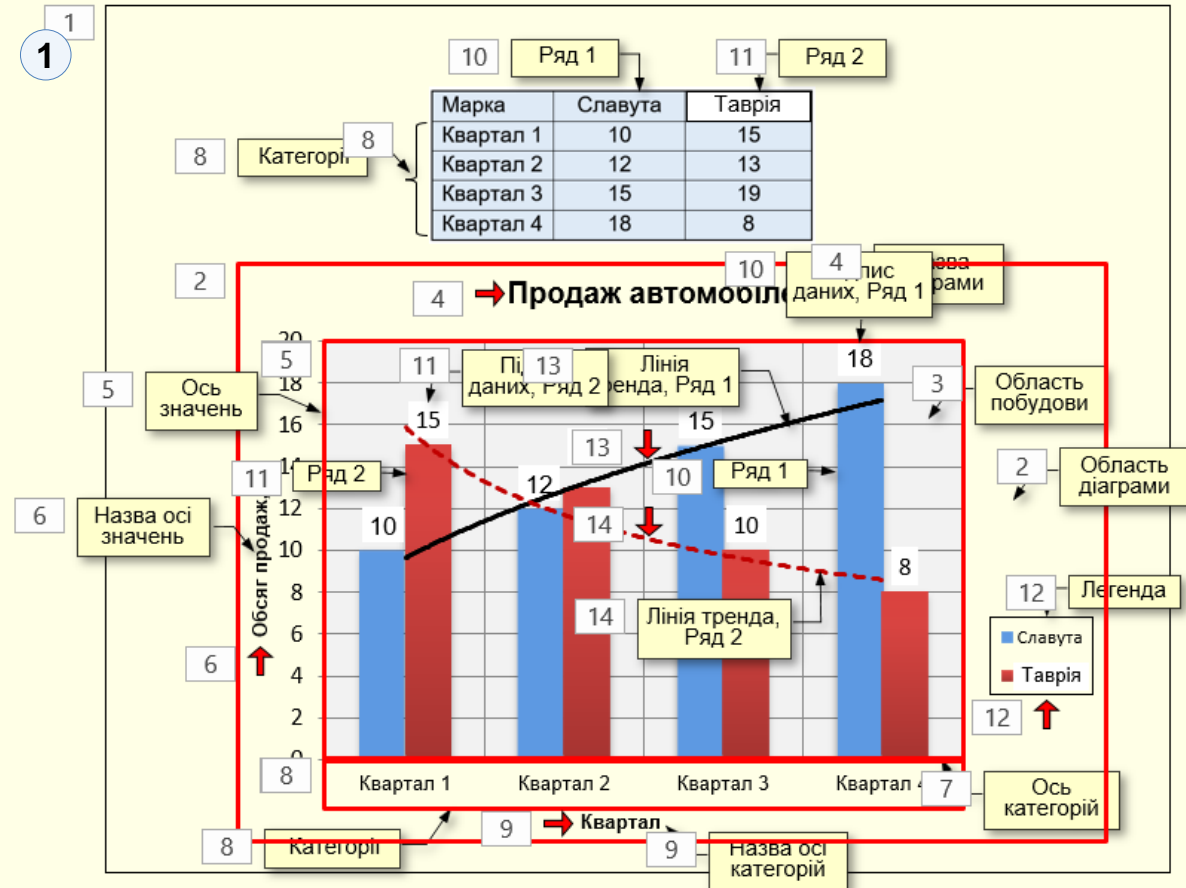 1
1
10
Ряд 1
11
Ряд 2
Марка Славута Таврія
Квартал 1 10 15
Квартал 2 12 13
Квартал 3 15 19
Квартал 4 18 8
8
Категорії
8
2
4
Продаж
10
4
даних, Ряд 1
5
5
Ось
значень
11
даних, Ряд 2
13
Лінія
Ряд 1
3
Область
побудови
2
Область
діаграми
11
Ряд 2
13
10
Ряд 1
14
6
Назва осі
значень
Обсяг продаж,
6
14
Лінія тренда,
Ряд 2
12
Легенда
Славута
Таврія
12
20
18
16
14
12
10
8
6
4
2
0
10
15
12
15
10
18
8
8
Квартал 1 Квартал 2 Квартал 3 Квартал 4
7
Ось
категорій
8
Категорії
9
Квартал
9
Назва осі
категорій